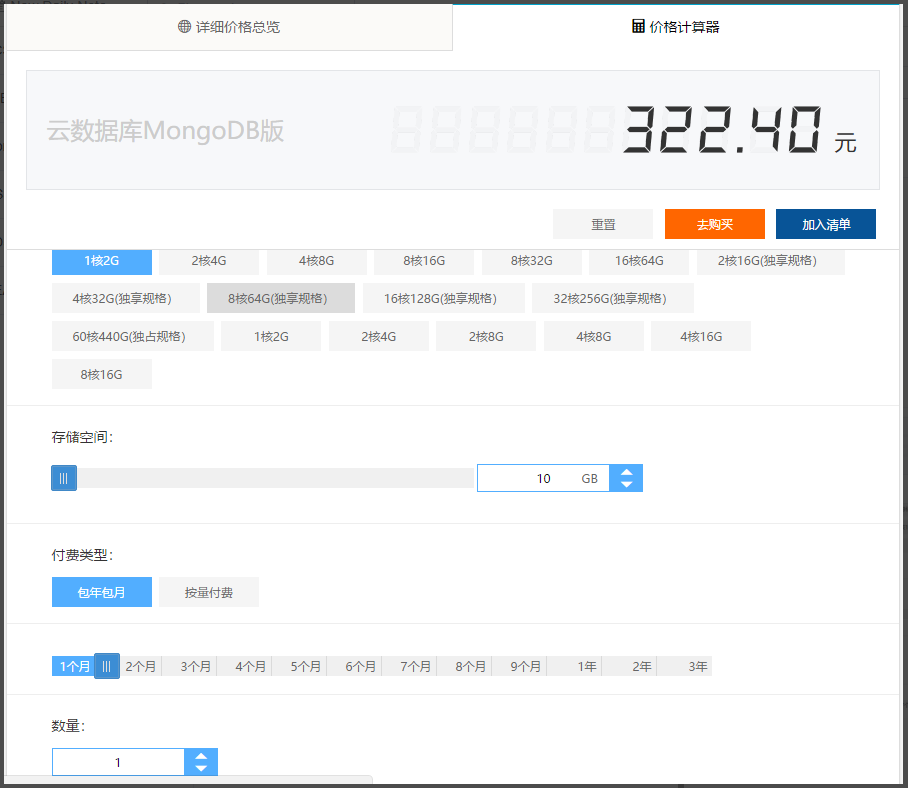 详细价格总览 价格计算器
云数据库MongoDB版 322.40 元
重置 去购买 加入清单
1核2G 2核4G 4核8G 8核16G 8核32G 16核64G 2核16G(独享规格)
4核32G(独享规格) 8核64G(独享规格) 16核128G(独享规格) 32核256G(独享规格)
60核440G(独占规格) 1核2G 2核4G 2核8G 4核8G 4核16G
8核16G
存储空间:
10 GB
付费类型:
包年包月 按量付费
1个月 2个月 3个月 4个月 5个月 6个月 7个月 8个月 9个月 1年 2年 3年
数量:
1